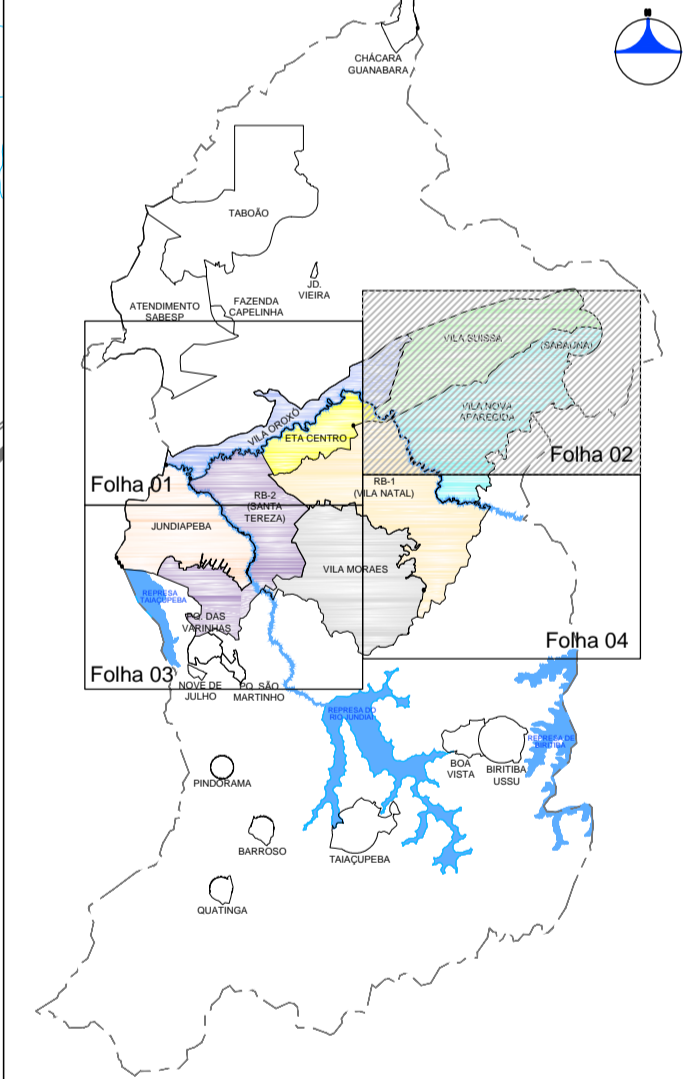 CHÁCARA
GUANABARA
TABOÃO
JD.
VIEIRA
ATENDIMENTO
SABESP
FAZENDA
CAPELINHA
VILA SUISSA
(SABAUNA)
VILA NOVA
APARECIDA
VILA OROXÓ
ETA CENTRO
Folha 02
Folha 01
RB-2
(SANTA
TEREZA)
RB-1
(VILA NATAL)
JUNDIAPEBA
VILA MORAES
REPRESA
TAIAÇUPEBA
PQ. DAS
VARINHAS
Folha 04
Folha 03
NOVE DE
JULHO
PQ. SÃO
MARTINHO
REPRESA DO
RIO JUNDIAÍ
REPRESA DE
BIRITIBA
BOA
VISTA
BIRITIBA
USSU
PINDORAMA
BARROSO
TAIAÇUPEBA
QUATINGA